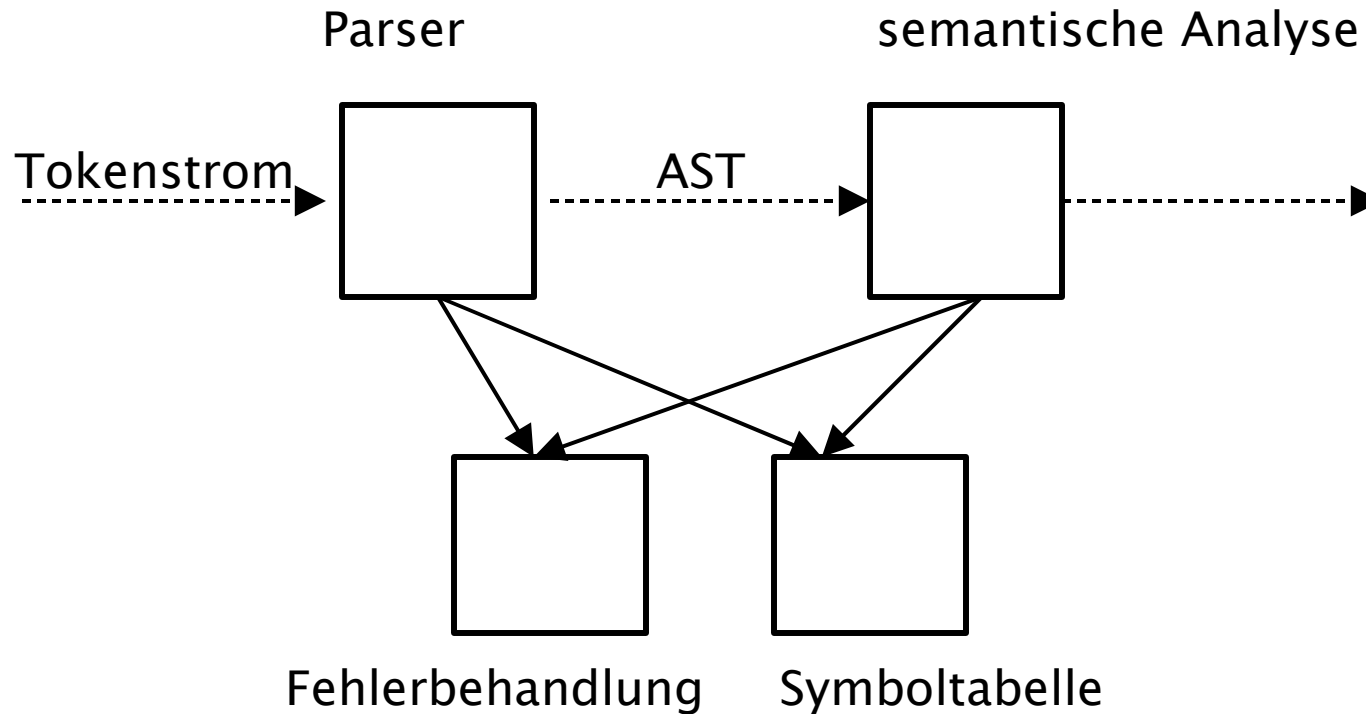 Parser
semantische Analyse
Tokenstrom
AST
Fehlerbehandlung
Symboltabelle